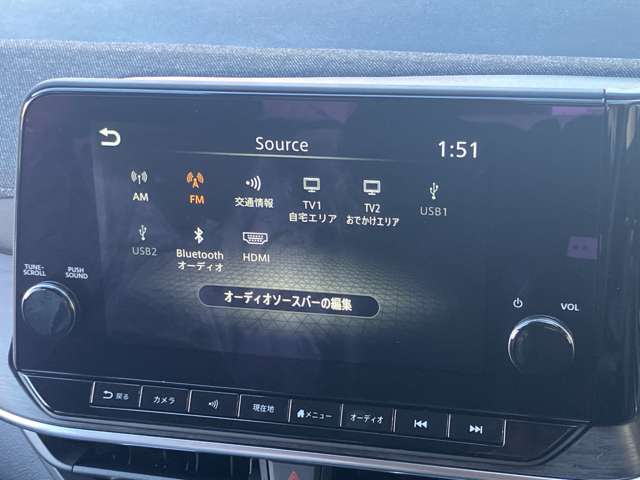 Source 1:51
AM FM 交通情報 TV1 TV2 USB1
自宅エリア おでかけエリア
USB2 Bluetooth HDMI
オーディオ
TUNE- PUSH
SCROLL SOUND
オーディオソースバーの編集
VOL
戻る カメラ 現在地 メニュー オーディオ